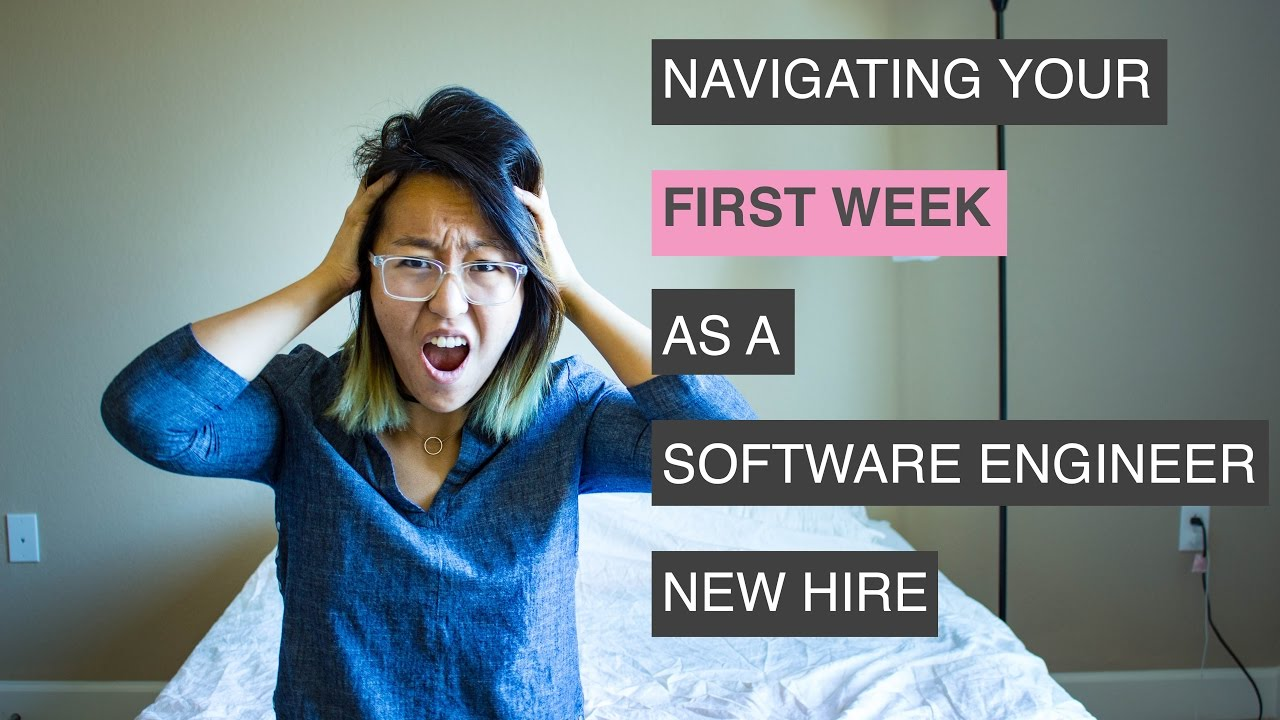 NAVIGATING YOUR
FIRST WEEK
AS A
SOFTWARE ENGINEER
NEW HIRE